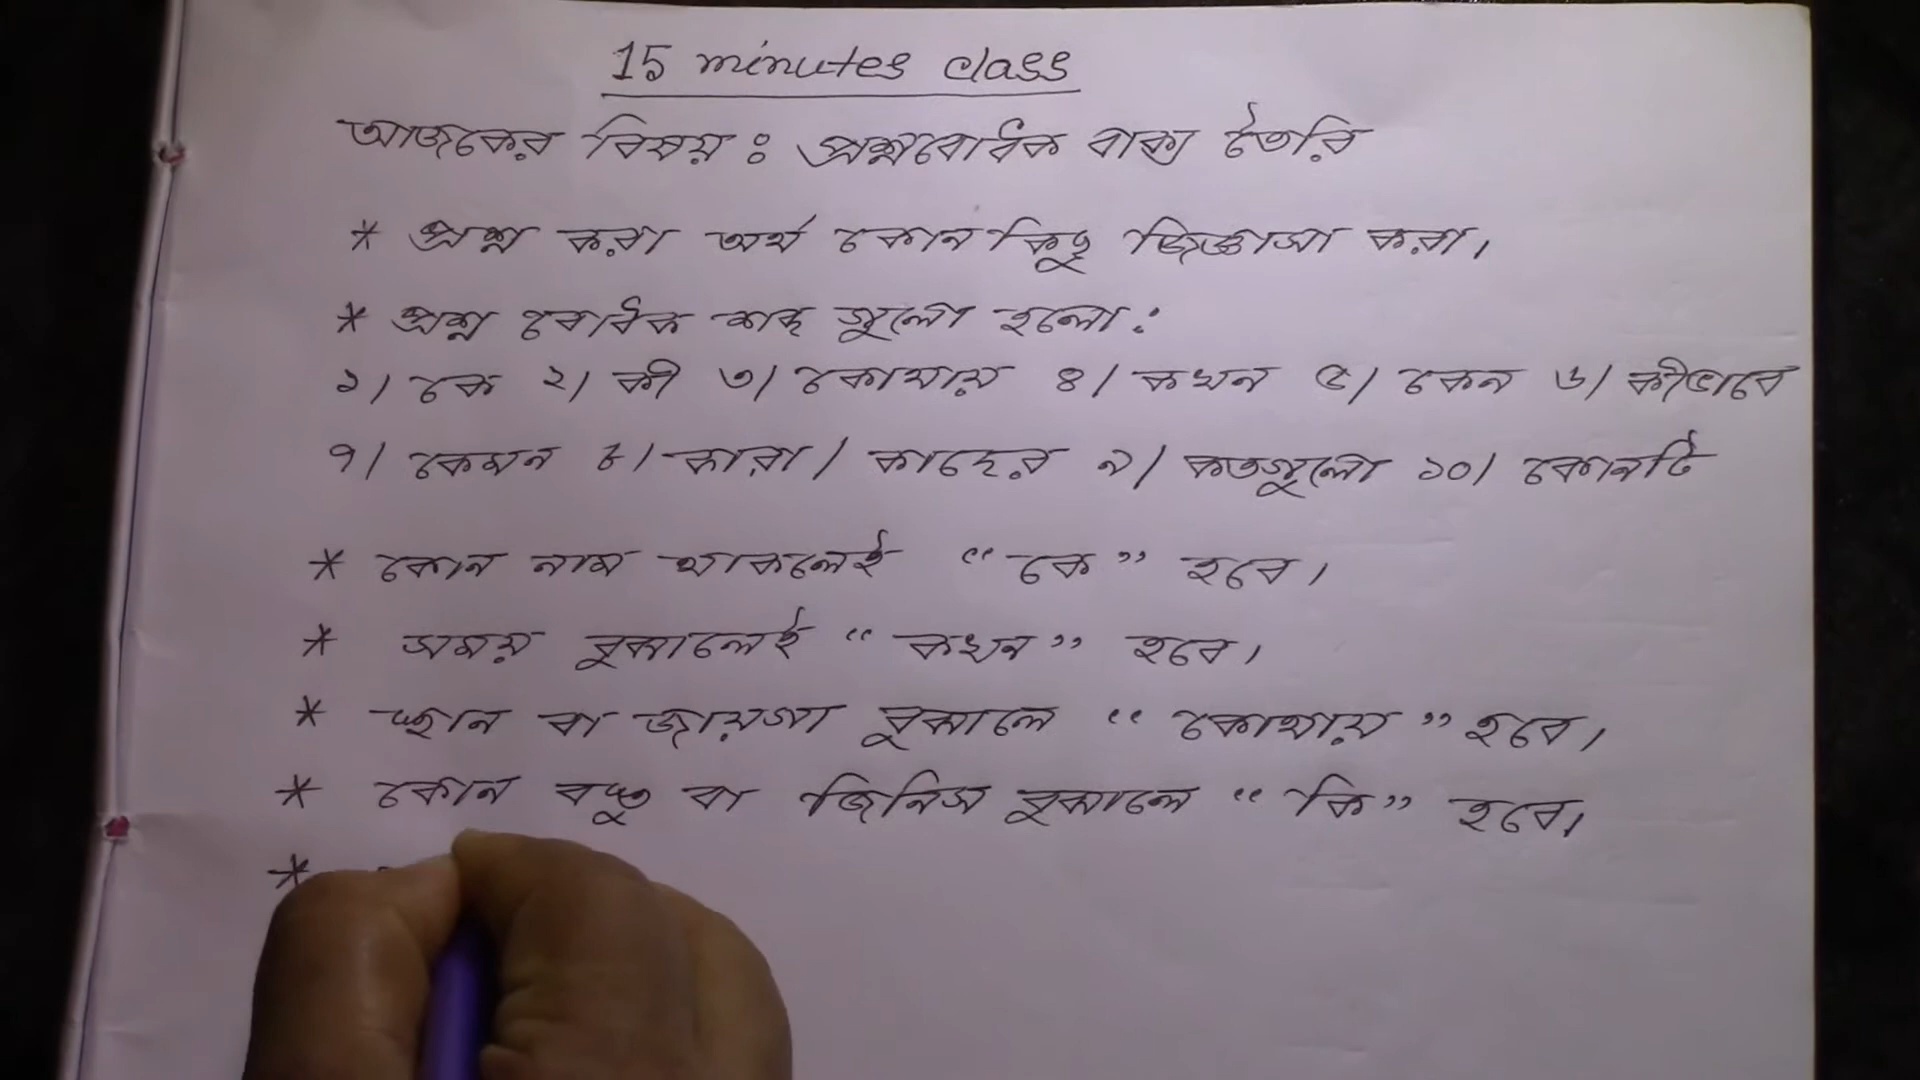 15 minutes class
আজকের বিষয় : প্রশ্নবোধক বাক্য তৈরি
* প্রশ্ন করা অর্থ কোন কিছু জিজ্ঞাসা করা।
* প্রশ্ন বোধক শব্দ গুলো হলো :
১/ কে ২/ কী ৩/ কোথায় ৪/ কখন ৫/ কেন ৬/ কীভাবে
৭/ কেমন ৮/ কারা/ কাদের ৯/ কতগুলো ১০/ কোনটি
* কোন নাম থাকলেই “কে” হবে।
* সময় বুঝালেই “কখন” হবে।
* স্থান বা জায়গা বুঝালে “কোথায়” হবে।
* কোন বস্তু বা জিনিস বুঝালে “কি” হবে।
*